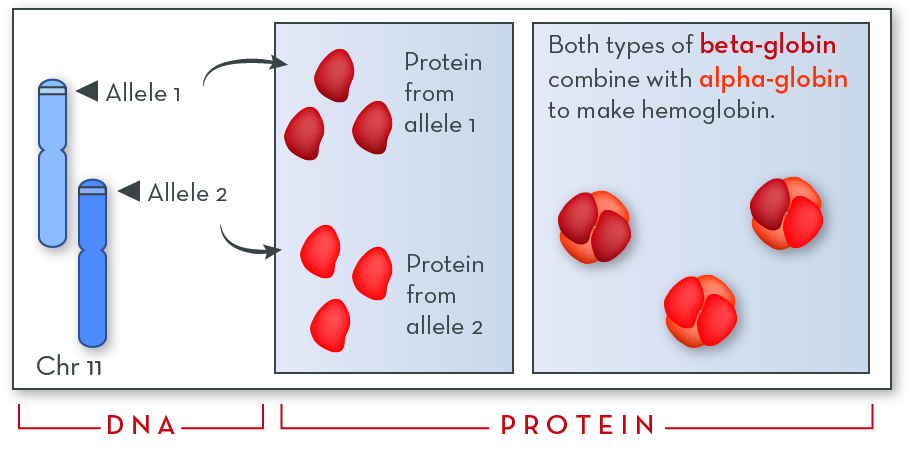 Allele 1
Allele 2
Chr 11
Protein
from
allele 1
Protein
from
allele 2
Both types of beta-globin
combine with alpha-globin
to make hemoglobin.
DNA
PROTEIN